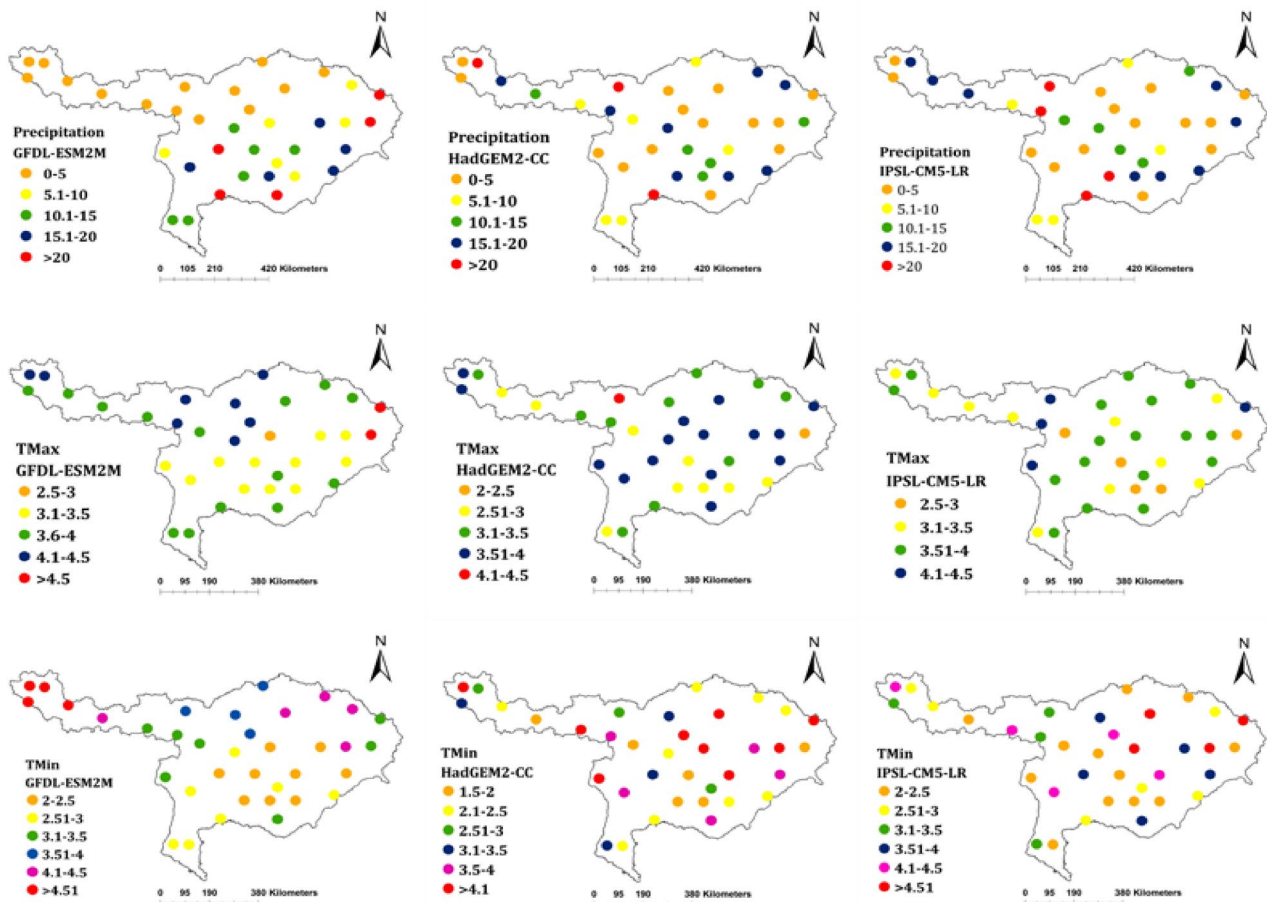 N
Precipitation
GFDL-ESM2M
0-5
5.1-10
10.1-15
15.1-20
>20
0 105 210 420 Kilometers
N
Precipitation
HadGEM2-CC
0-5
5.1-10
10.1-15
15.1-20
>20
0 105 210 420 Kilometers
N
Precipitation
IPSL-CM5-LR
0-5
5.1-10
10.1-15
15.1-20
>20
0 105 210 420 Kilometers
N
TMax
GFDL-ESM2M
2.5-3
3.1-3.5
3.6-4
4.1-4.5
>4.5
0 95 190 380 Kilometers
N
TMax
HadGEM2-CC
2-2.5
2.51-3
3.1-3.5
3.51-4
4.1-4.5
0 95 190 380 Kilometers
N
TMax
IPSL-CM5-LR
2.5-3
3.1-3.5
3.51-4
4.1-4.5
0 95 190 380 Kilometers
N
TMin
GFDL-ESM2M
2-2.5
2.51-3
3.1-3.5
3.51-4
4.1-4.5
>4.51
0 95 190 380 Kilometers
N
TMin
HadGEM2-CC
1.5-2
2.1-2.5
2.51-3
3.1-3.5
3.5-4
>4.1
0 95 190 380 Kilometers
N
TMin
IPSL-CM5-LR
2-2.5
2.51-3
3.1-3.5
3.51-4
4.1-4.5
>4.51
0 95 190 380 Kilometers